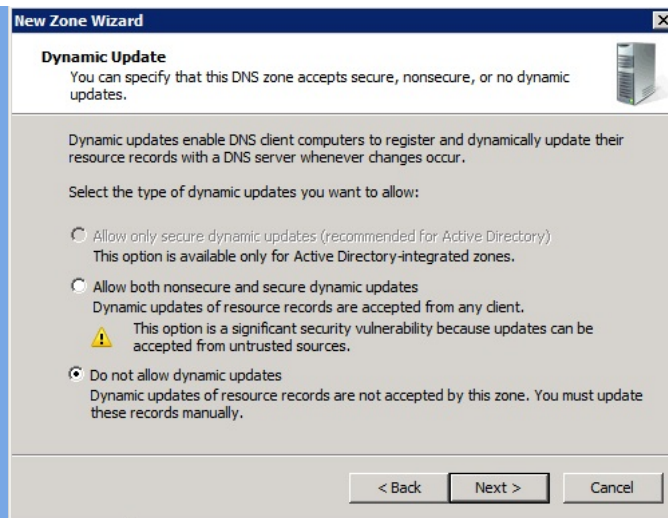 New Zone Wizard
Dynamic Update
You can specify that this DNS zone accepts secure, nonsecure, or no dynamic
updates.
Dynamic updates enable DNS client computers to register and dynamically update their
resource records with a DNS server whenever changes occur.
Select the type of dynamic updates you want to allow:
Allow only secure dynamic updates (recommended for Active Directory)
This option is available only for Active Directory-integrated zones.
Allow both nonsecure and secure dynamic updates
Dynamic updates of resource records are accepted from any client.
This option is a significant security vulnerability because updates can be
accepted from untrusted sources.
Do not allow dynamic updates
Dynamic updates of resource records are not accepted by this zone. You must update
these records manually.
< Back Next > Cancel